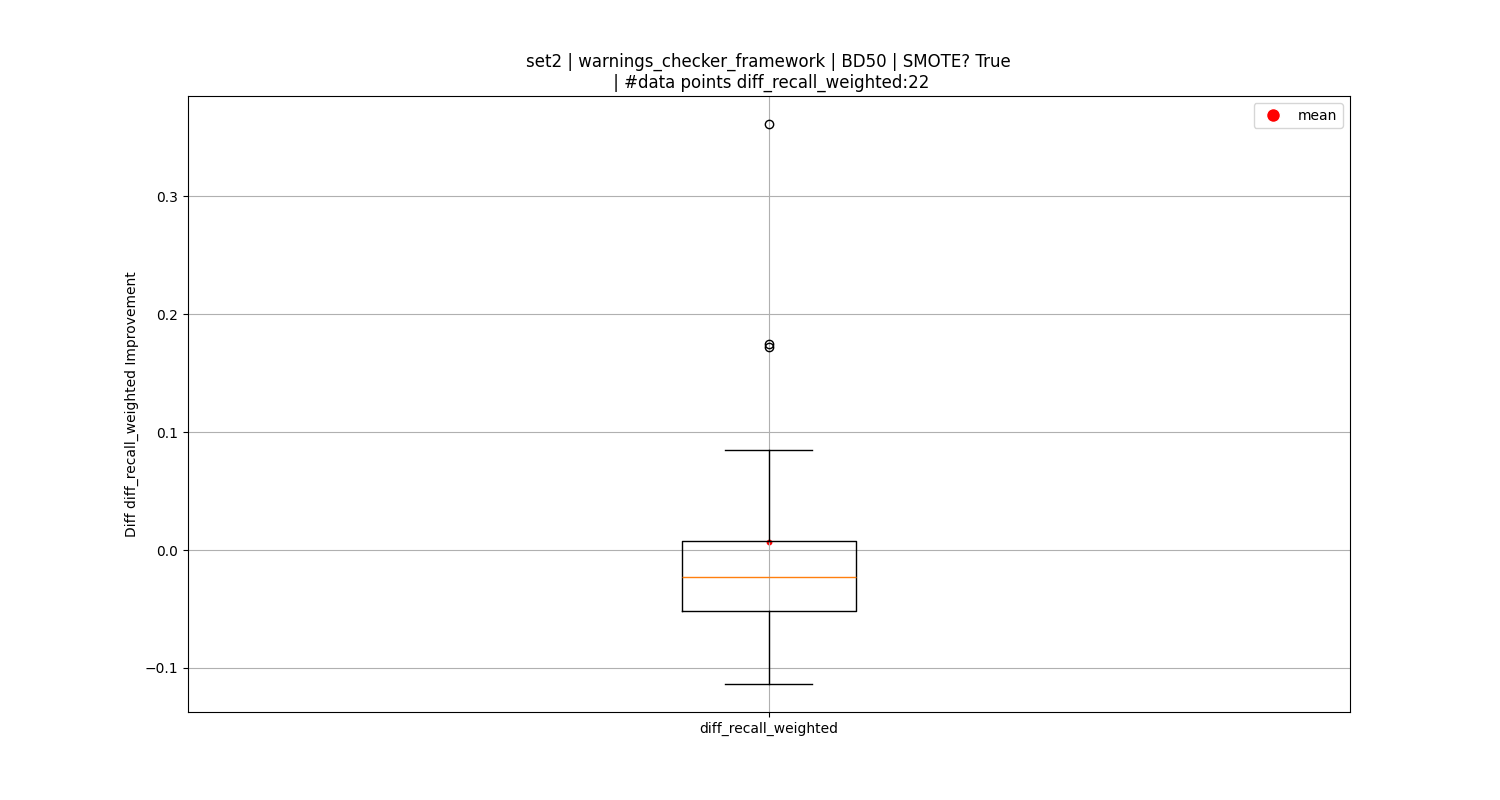 set2 | warnings_checker_framework | BD50 | SMOTE? True
| #data points diff_recall_weighted:22
mean
0.3
0.2
0.1
0.0
−0.1
Diff diff_recall_weighted Improvement
diff_recall_weighted